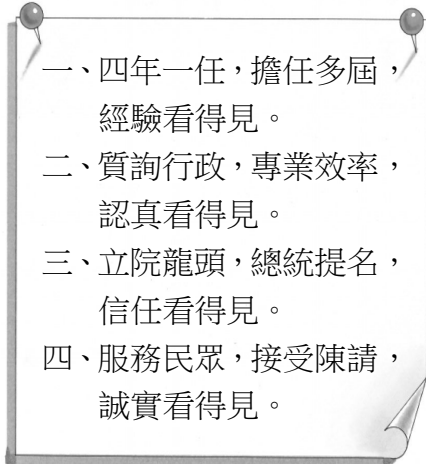 一、四年一任，擔任多屆，
經驗看得見。
二、質詢行政，專業效率，
認真看得見。
三、立院龍頭，總統提名，
信任看得見。
四、服務民眾，接受陳請，
誠實看得見。